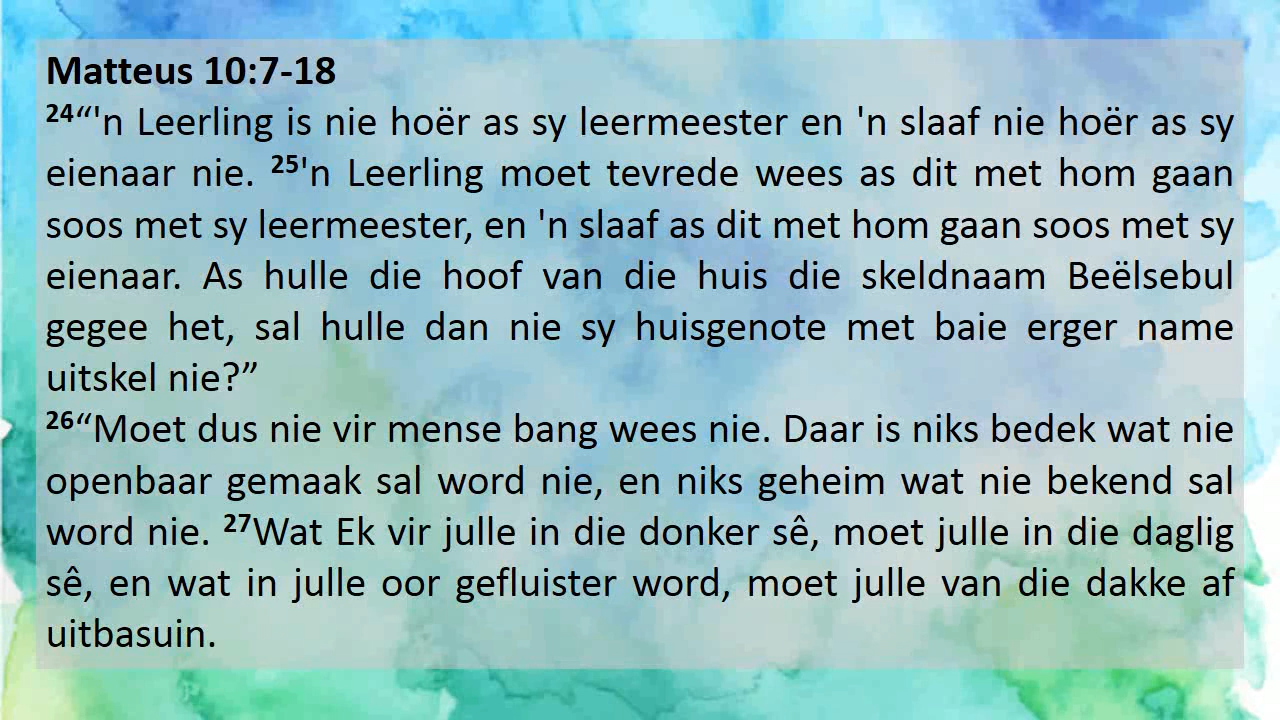 Matteus 10:7-18
24“'n Leerling is nie hoër as sy leermeester en 'n slaaf nie hoër as sy
eienaar nie. 25'n Leerling moet tevrede wees as dit met hom gaan
soos met sy leermeester, en 'n slaaf as dit met hom gaan soos met sy
eienaar. As hulle die hoof van die huis die skeldnaam Beëlsebul
gegee het, sal hulle dan nie sy huisgenote met baie erger name
uitskel nie?”
26“Moet dus nie vir mense bang wees nie. Daar is niks bedek wat nie
openbaar gemaak sal word nie, en niks geheim wat nie bekend sal
word nie. 27Wat Ek vir julle in die donker sê, moet julle in die daglig
sê, en wat in julle oor gefluister word, moet julle van die dakke af
uitbasuin.